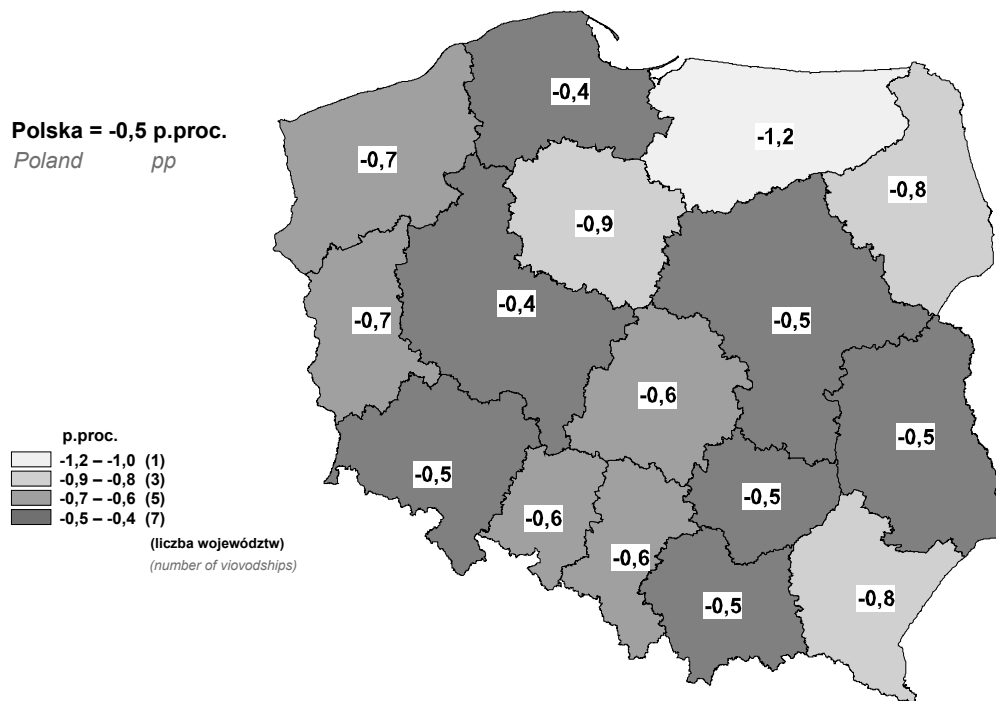 -0,4
Polska = -0,5 p.proc.
Poland pp
-1,2
-0,7
-0,8
-0,9
-0,4
-0,7
-0,5
-0,6
p.proc.
-1,2 – -1,0 (1)
-0,9 – -0,8 (3)
-0,7 – -0,6 (5)
-0,5 – -0,4 (7)
(liczba województw)
(number of viovodships)
-0,5
-0,5
-0,5
-0,6
-0,6
-0,5
-0,8